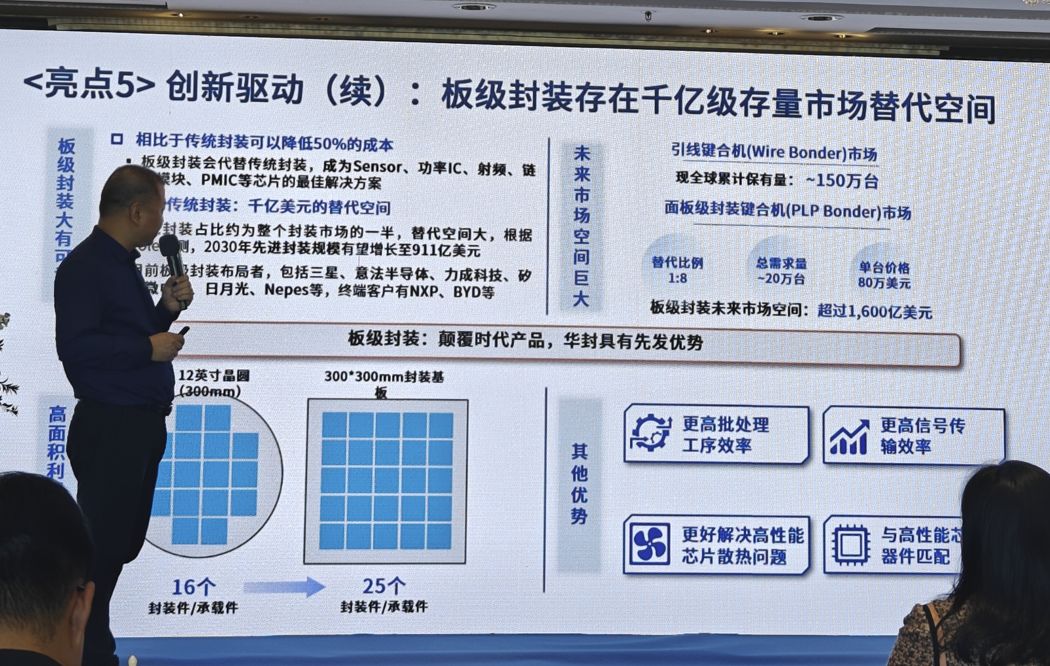 <亮点5> 创新驱动（续）：板级封装存在千亿级存量市场替代空间
板级封装大有可
相比于传统封装可以降低50%的成本
板级封装会代替传统封装，成为Sensor、功率IC、射频、链
模块、PMIC等芯片的最佳解决方案
传统封装：千亿美元的替代空间
封装占比约为整个封装市场的一半，替代空间大，根据
测，2030年先进封装规模有望增长至911亿美元
目前板级封装布局者，包括三星、意法半导体、力成科技、矽
微 日月光、Nepes等，终端客户有NXP、BYD等
未来市场空间巨大
引线键合机(Wire Bonder)市场
现全球累计保有量： ~150万台
面板级封装键合机(PLP Bonder)市场
替代比例
1:8
总需求量
~20万台
单台价格
80万美元
板级封装未来市场空间：超过1,600亿美元
板级封装：颠覆时代产品，华封具有先发优势
高面积利
12英寸晶圆
（300mm）
300*300mm封装基
板
16个
封装件/承载件
25个
封装件/承载件
其他优势
更高批处理
工序效率
更高信号传
输效率
更好解决高性能
芯片散热问题
与高性能芯
器件匹配